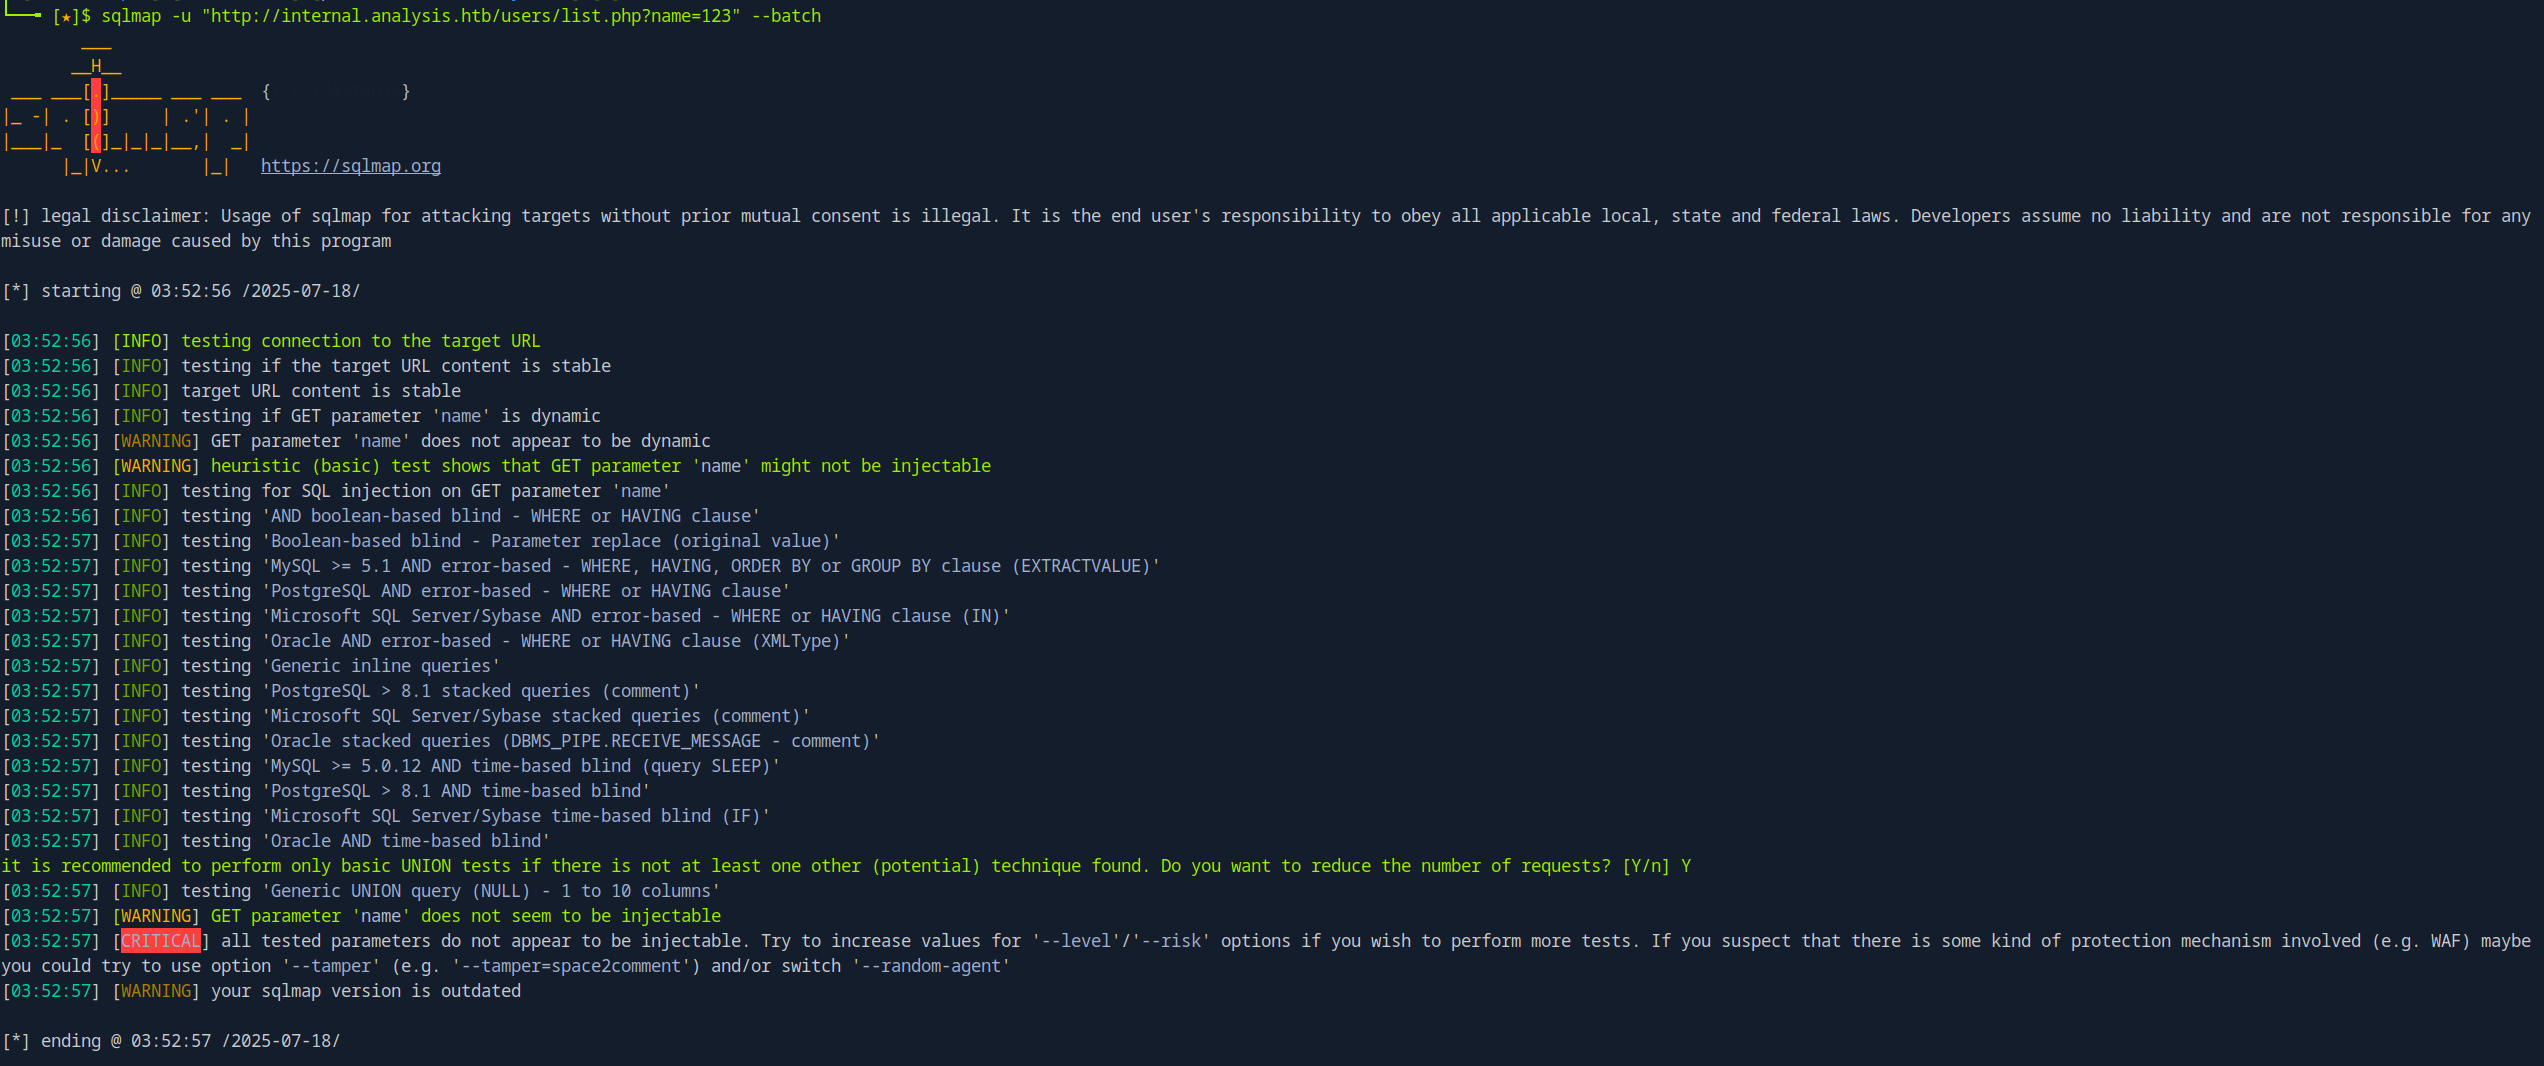 [★]$ sqlmap -u "http://internal.analysis.htb/users/list.php?name=123" --batch
        ___
       __H__
 ___ ___[.]_____ ___ ___  {             }
|_ -| . [)]     | .'| . |
|___|_  [(]_|_|_|__,|  _|
      |_|V...       |_|   https://sqlmap.org
[!] legal disclaimer: Usage of sqlmap for attacking targets without prior mutual consent is illegal. It is the end user's responsibility to obey all applicable local, state and federal laws. Developers assume no liability and are not responsible for any
misuse or damage caused by this program
[*] starting @ 03:52:56 /2025-07-18/
[03:52:56] [INFO] testing connection to the target URL
[03:52:56] [INFO] testing if the target URL content is stable
[03:52:56] [INFO] target URL content is stable
[03:52:56] [INFO] testing if GET parameter 'name' is dynamic
[03:52:56] [WARNING] GET parameter 'name' does not appear to be dynamic
[03:52:56] [WARNING] heuristic (basic) test shows that GET parameter 'name' might not be injectable
[03:52:56] [INFO] testing for SQL injection on GET parameter 'name'
[03:52:56] [INFO] testing 'AND boolean-based blind - WHERE or HAVING clause'
[03:52:57] [INFO] testing 'Boolean-based blind - Parameter replace (original value)'
[03:52:57] [INFO] testing 'MySQL >= 5.1 AND error-based - WHERE, HAVING, ORDER BY or GROUP BY clause (EXTRACTVALUE)'
[03:52:57] [INFO] testing 'PostgreSQL AND error-based - WHERE or HAVING clause'
[03:52:57] [INFO] testing 'Microsoft SQL Server/Sybase AND error-based - WHERE or HAVING clause (IN)'
[03:52:57] [INFO] testing 'Oracle AND error-based - WHERE or HAVING clause (XMLType)'
[03:52:57] [INFO] testing 'Generic inline queries'
[03:52:57] [INFO] testing 'PostgreSQL > 8.1 stacked queries (comment)'
[03:52:57] [INFO] testing 'Microsoft SQL Server/Sybase stacked queries (comment)'
[03:52:57] [INFO] testing 'Oracle stacked queries (DBMS_PIPE.RECEIVE_MESSAGE - comment)'
[03:52:57] [INFO] testing 'MySQL >= 5.0.12 AND time-based blind (query SLEEP)'
[03:52:57] [INFO] testing 'PostgreSQL > 8.1 AND time-based blind'
[03:52:57] [INFO] testing 'Microsoft SQL Server/Sybase time-based blind (IF)'
[03:52:57] [INFO] testing 'Oracle AND time-based blind'
it is recommended to perform only basic UNION tests if there is not at least one other (potential) technique found. Do you want to reduce the number of requests? [Y/n] Y
[03:52:57] [INFO] testing 'Generic UNION query (NULL) - 1 to 10 columns'
[03:52:57] [WARNING] GET parameter 'name' does not seem to be injectable
[03:52:57] [CRITICAL] all tested parameters do not appear to be injectable. Try to increase values for '--level'/'--risk' options if you wish to perform more tests. If you suspect that there is some kind of protection mechanism involved (e.g. WAF) maybe
you could try to use option '--tamper' (e.g. '--tamper=space2comment') and/or switch '--random-agent'
[03:52:57] [WARNING] your sqlmap version is outdated
[*] ending @ 03:52:57 /2025-07-18/